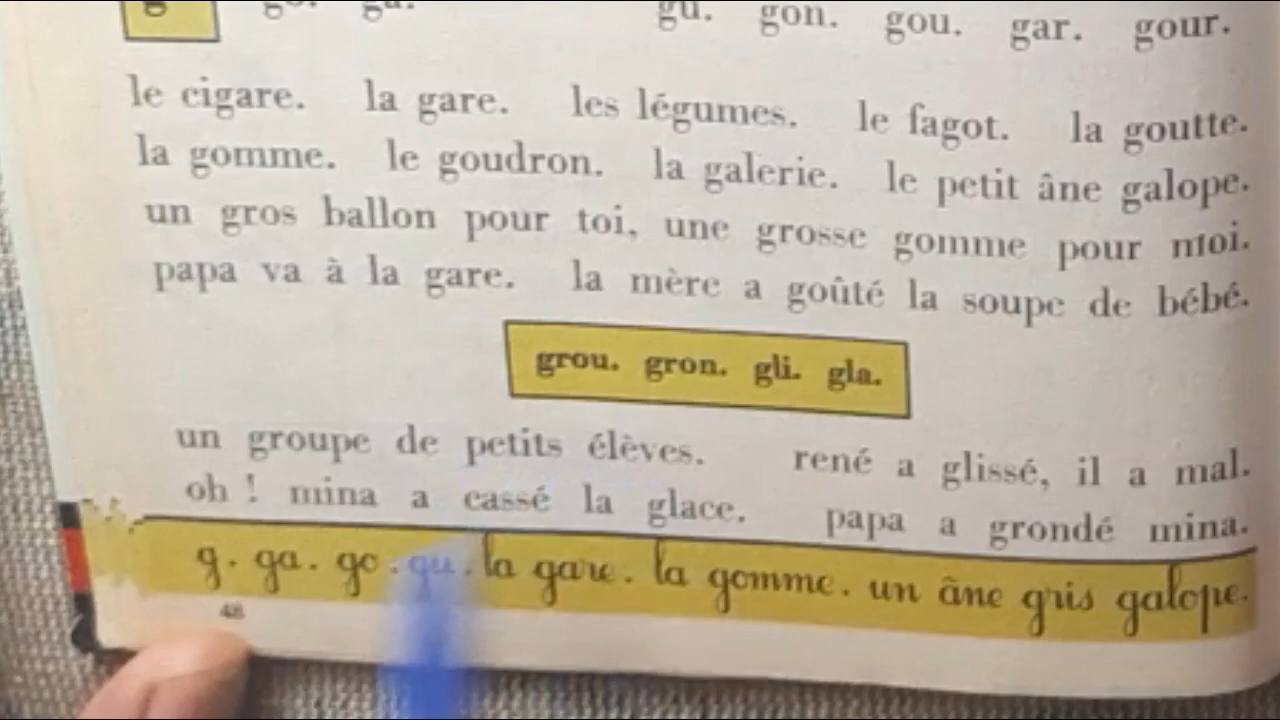 gu. gon. gou. gar. gour.
le cigare. la gare. les légumes. le fagot. la goutte.
la gomme. le goudron. la galerie. le petit âne galope.
un gros ballon pour toi, une grosse gomme pour moi.
papa va à la gare. la mère a goûté la soupe de bébé.
grou. gron. gli. gla.
un groupe de petits élèves. rené a glissé, il a mal.
oh ! mina a cassé la glace. papa a grondé mina.
g. ga. go. gu. la gare. la gomme. un âne gris galope.
48